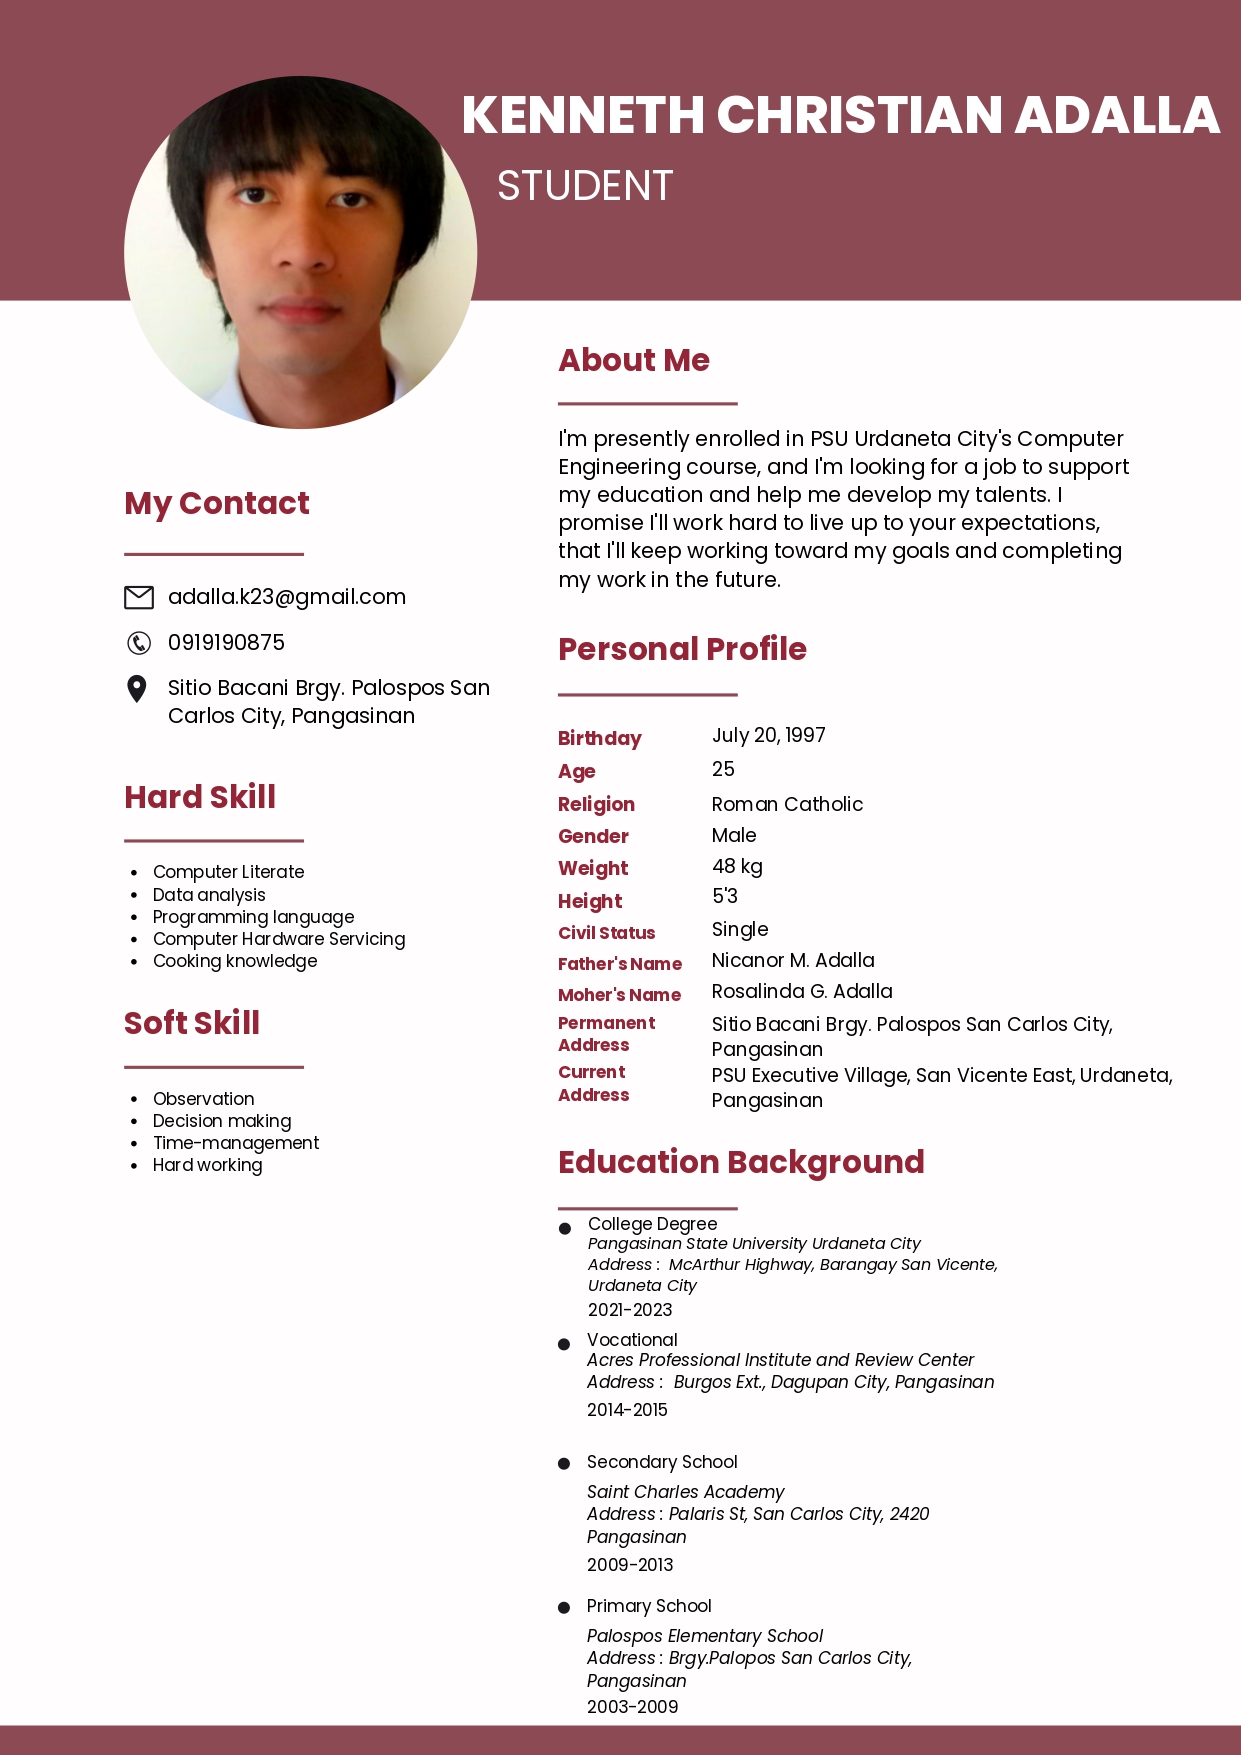 KENNETH CHRISTIAN ADALLA
STUDENT
My Contact
adalla.k23@gmail.com
0919190875
Sitio Bacani Brgy. Palospos San
Carlos City, Pangasinan
Hard Skill
• Computer Literate
• Data analysis
• Programming language
• Computer Hardware Servicing
• Cooking knowledge
Soft Skill
• Observation
• Decision making
• Time-management
• Hard working
About Me
I'm presently enrolled in PSU Urdaneta City's Computer
Engineering course, and I'm looking for a job to support
my education and help me develop my talents. I
promise I'll work hard to live up to your expectations,
that I'll keep working toward my goals and completing
my work in the future.
Personal Profile
Birthday July 20, 1997
Age 25
Religion Roman Catholic
Gender Male
Weight 48 kg
Height 5'3
Civil Status Single
Father's Name Nicanor M. Adalla
Moher's Name Rosalinda G. Adalla
Permanent Sitio Bacani Brgy. Palospos San Carlos City,
Address Pangasinan
Current PSU Executive Village, San Vicente East, Urdaneta,
Address Pangasinan
Education Background
• College Degree
Pangasinan State University Urdaneta City
Address : McArthur Highway, Barangay San Vicente,
Urdaneta City
2021-2023
• Vocational
Acres Professional Institute and Review Center
Address : Burgos Ext., Dagupan City, Pangasinan
2014-2015
• Secondary School
Saint Charles Academy
Address : Palaris St, San Carlos City, 2420
Pangasinan
2009-2013
• Primary School
Palospos Elementary School
Address : Brgy.Palopos San Carlos City,
Pangasinan
2003-2009